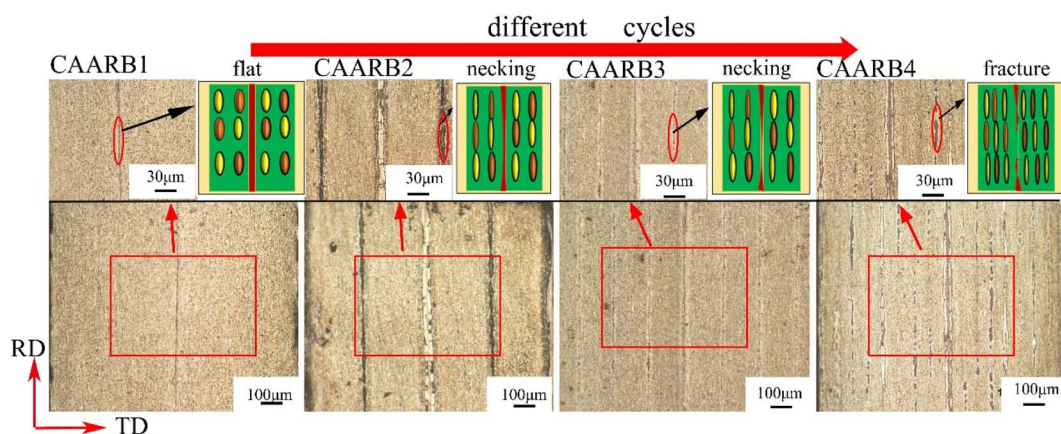 different cycles
CAARB1
flat
CAARB2
necking
CAARB3
necking
CAARB4
fracture
30μm
30μm
30μm
30μm
RD
TD
100μm
100μm
100μm
100μm